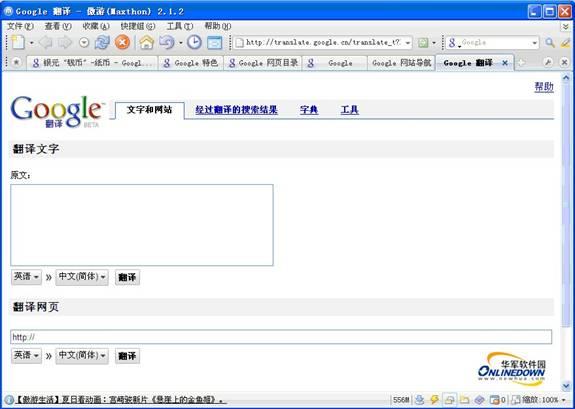 Google 翻译 - 傲游(Maxthon) 2.1.2
文件(F) 查看(V) 收藏(A) 快捷组(G) 工具(T) 帮助(H)
http://translate.google.cn/translate_t? Google
银元 "钱币" -纸币 - Googl... Google 特色 Google 网页目录 Google Google 网站导航 Google 翻译
帮助
Google 翻译 BETA
文字和网站 经过翻译的搜索结果 字典 工具
翻译文字
原文:
英语 » 中文(简体) 翻译
翻译网页
http://
英语 » 中文(简体) 翻译
华军软件园
ONLINEDOWN
www.newhua.com
【傲游生活】夏日看动画：宫崎骏新片《悬崖上的金鱼姬》。 556M 0 缩放:100%